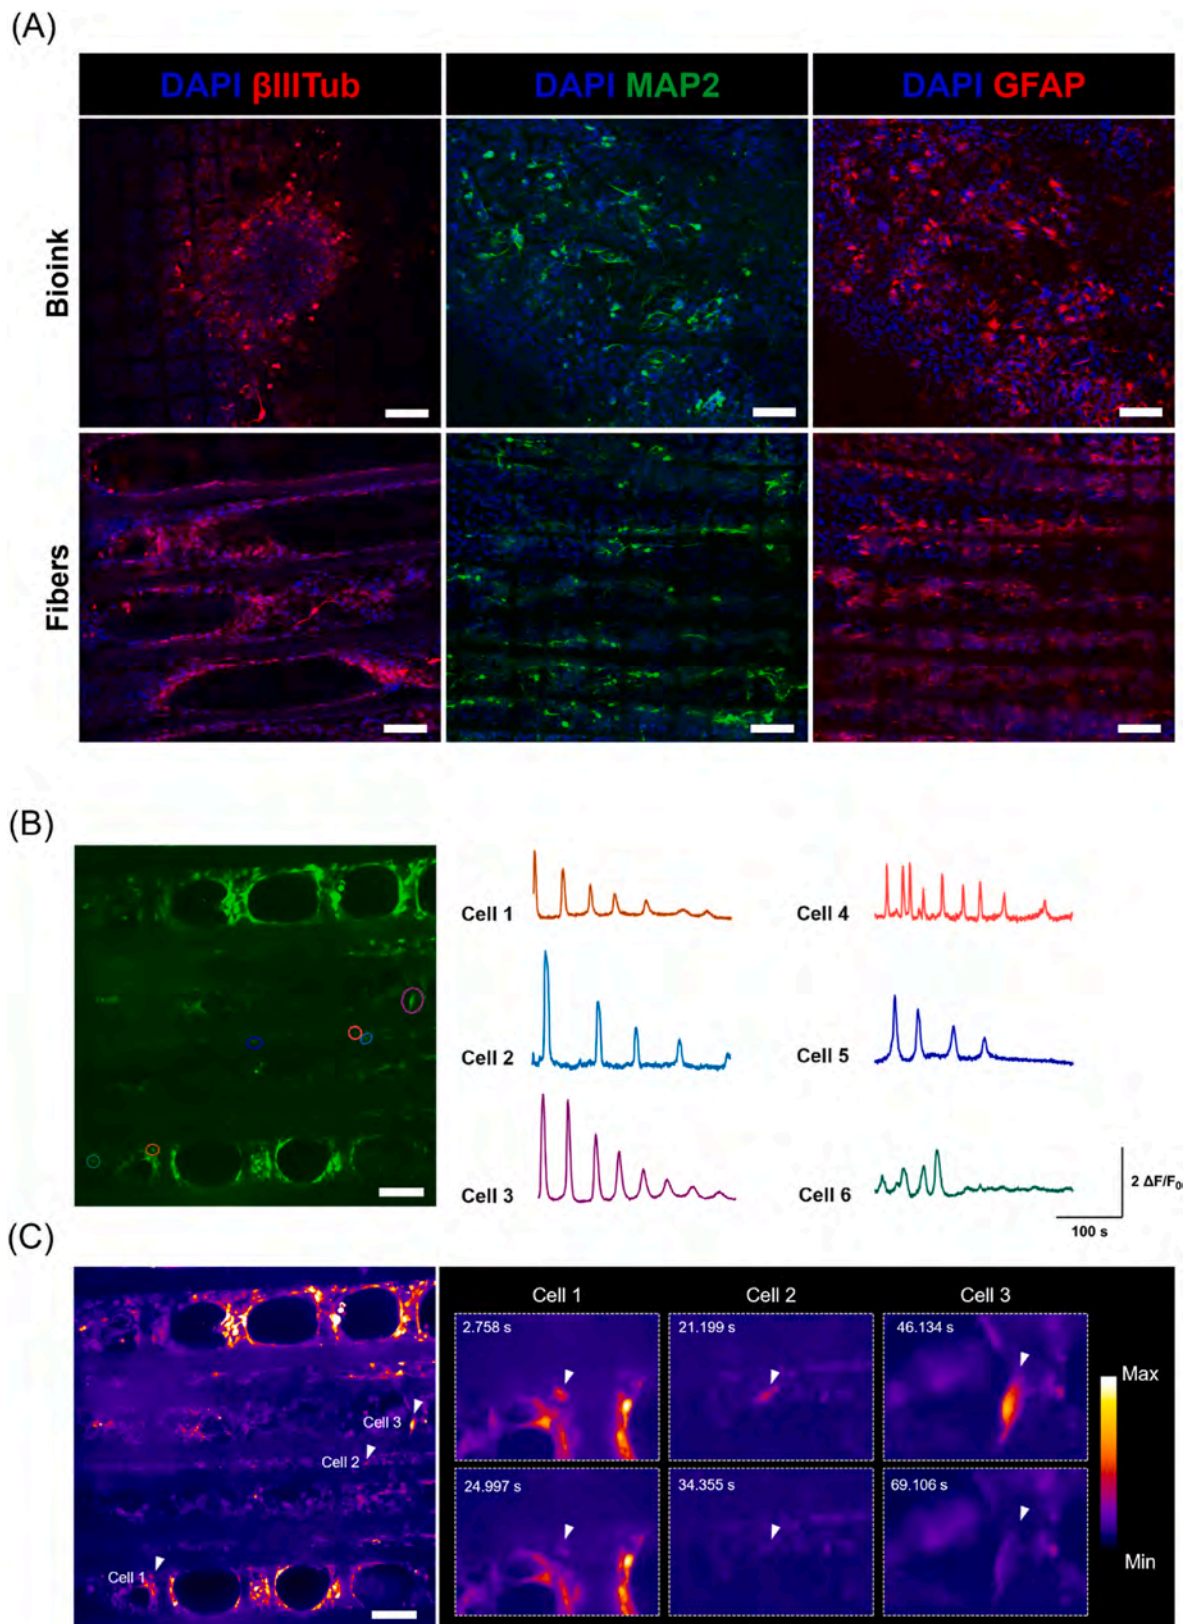 (A)
DAPI βIIITub
DAPI MAP2
DAPI GFAP
Bioink
Fibers
(B)
Cell 1
Cell 2
Cell 3
Cell 4
Cell 5
Cell 6
2 ΔF/F₀
100 s
(C)
Cell 3
Cell 2
Cell 1
Cell 1
Cell 2
Cell 3
2.758 s
21.199 s
46.134 s
24.997 s
34.355 s
69.106 s
Max
Min